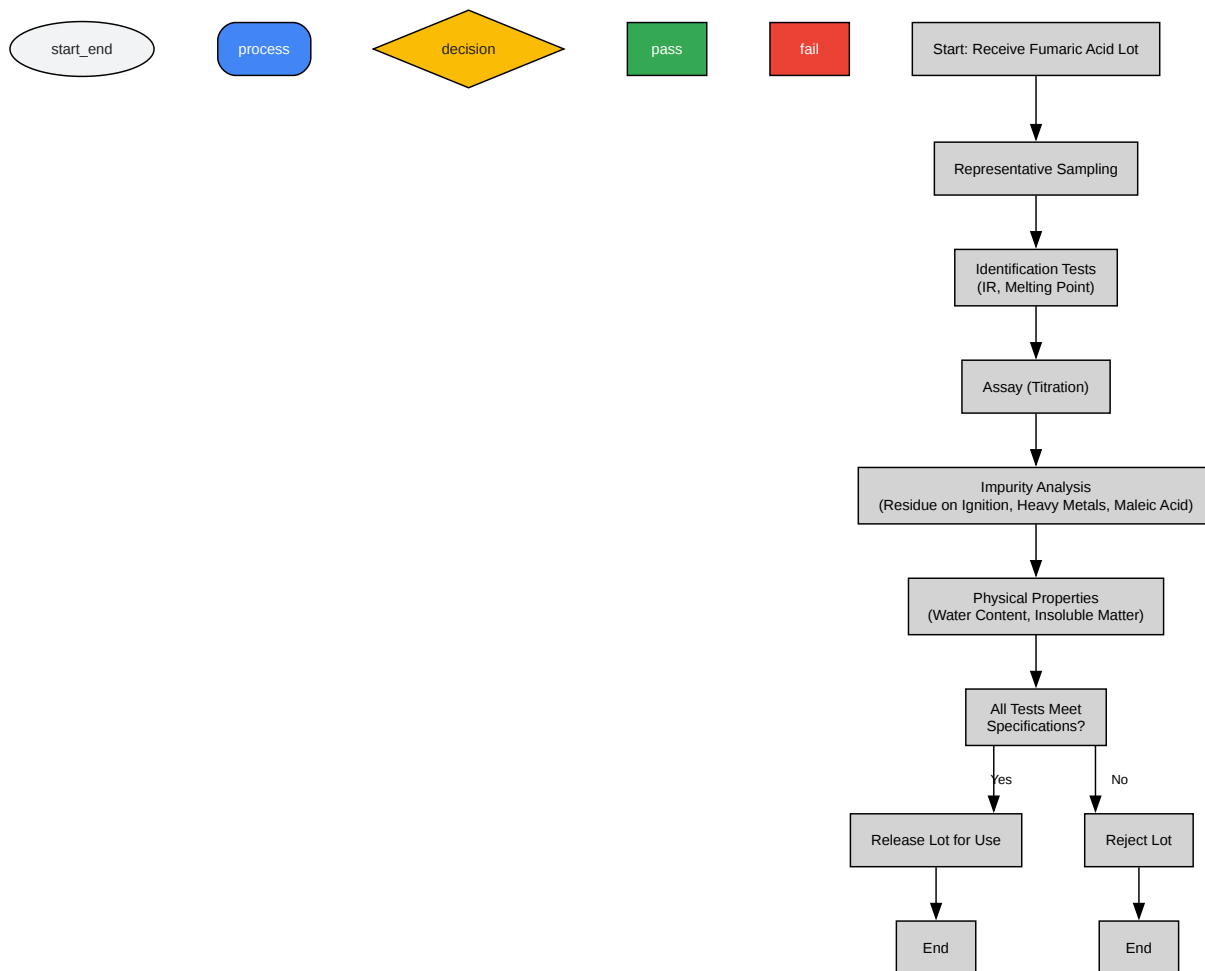 start_end
process
decision
pass
fail
Start: Receive Fumaric Acid Lot
Representative Sampling
Identification Tests
(IR, Melting Point)
Assay (Titration)
Impurity Analysis
(Residue on Ignition, Heavy Metals, Maleic Acid)
Physical Properties
(Water Content, Insoluble Matter)
All Tests Meet
Specifications?
Yes
No
Release Lot for Use
Reject Lot
End
End